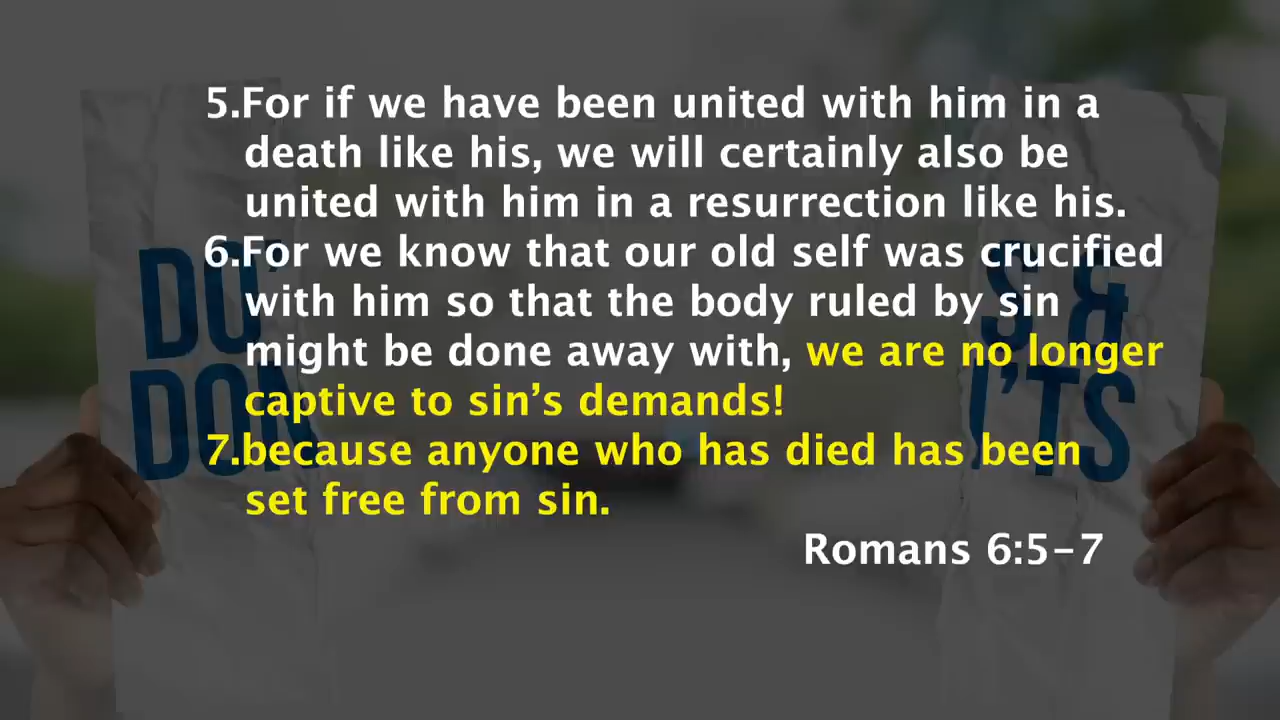 5.For if we have been united with him in a
death like his, we will certainly also be
united with him in a resurrection like his.
6.For we know that our old self was crucified
with him so that the body ruled by sin
might be done away with, we are no longer
captive to sin’s demands!
7.because anyone who has died has been
set free from sin.
Romans 6:5-7
DO'
DON
S &
I'TS